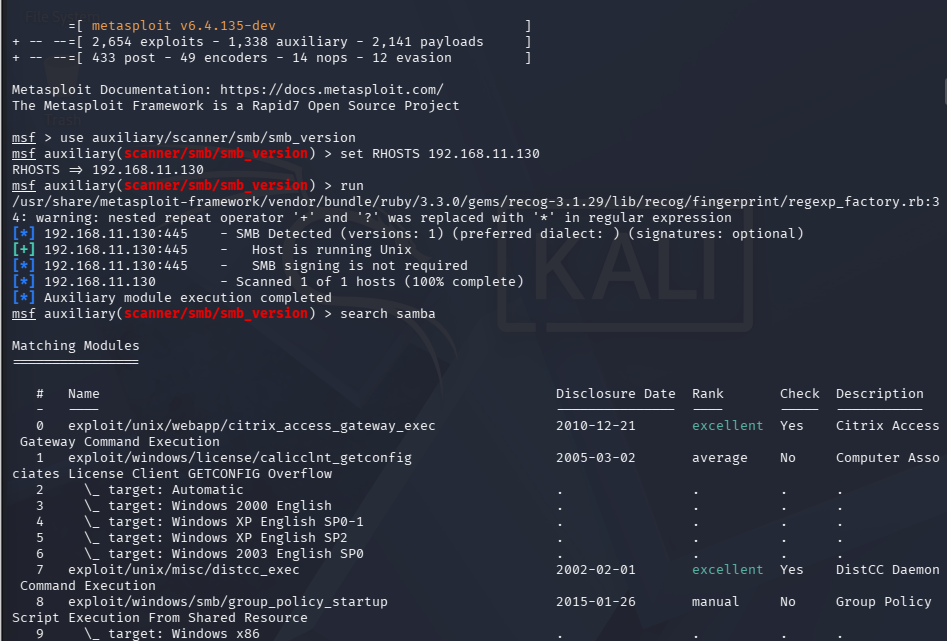 File System
=[ metasploit v6.4.135-dev ]
+ -- --=[ 2,654 exploits - 1,338 auxiliary - 2,141 payloads ]
+ -- --=[ 433 post - 49 encoders - 14 nops - 12 evasion ]
Metasploit Documentation: https://docs.metasploit.com/
The Metasploit Framework is a Rapid7 Open Source Project
Trash
msf > use auxiliary/scanner/smb/smb_version
msf auxiliary(scanner/smb/smb_version) > set RHOSTS 192.168.11.130
RHOSTS => 192.168.11.130
msf auxiliary(scanner/smb/smb_version) > run
/usr/share/metasploit-framework/vendor/bundle/ruby/3.3.0/gems/recog-3.1.29/lib/recog/fingerprint/regexp_factory.rb:3
4: warning: nested repeat operator '+' and '?' was replaced with '*' in regular expression
[*] 192.168.11.130:445 - SMB Detected (versions: 1) (preferred dialect: ) (signatures: optional)
[+] 192.168.11.130:445 - Host is running Unix
[*] 192.168.11.130:445 - SMB signing is not required
[*] 192.168.11.130 - Scanned 1 of 1 hosts (100% complete)
[*] Auxiliary module execution completed
KALI
msf auxiliary(scanner/smb/smb_version) > search samba
Matching Modules
================
# Name Disclosure Date Rank Check Description
- ---- --------------- ---- ----- -----------
0 exploit/unix/webapp/citrix_access_gateway_exec 2010-12-21 excellent Yes Citrix Access
Gateway Command Execution
1 exploit/windows/license/calicclnt_getconfig 2005-03-02 average No Computer Asso
ciates License Client GETCONFIG Overflow
2 \_ target: Automatic . . . .
3 \_ target: Windows 2000 English . . . .
4 \_ target: Windows XP English SP0-1 . . . .
5 \_ target: Windows XP English SP2 . . . .
6 \_ target: Windows 2003 English SP0 . . . .
7 exploit/unix/misc/distcc_exec 2002-02-01 excellent Yes DistCC Daemon
Command Execution
8 exploit/windows/smb/group_policy_startup 2015-01-26 manual No Group Policy
Script Execution From Shared Resource
9 \_ target: Windows x86 . . . .